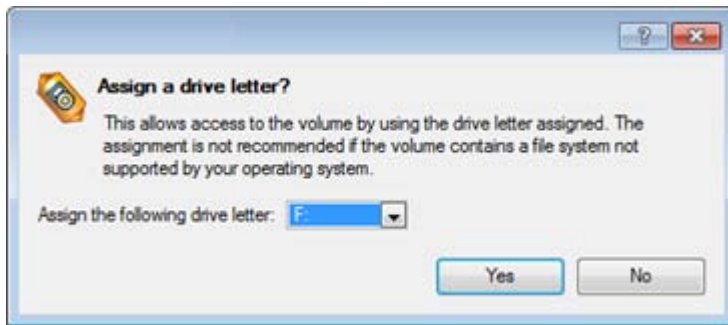 Assign a drive letter?
This allows access to the volume by using the drive letter assigned. The
assignment is not recommended if the volume contains a file system not
supported by your operating system.
Assign the following drive letter: F:
Yes No